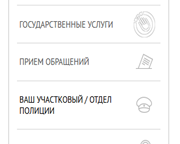 ГОСУДАРСТВЕННЫЕ УСЛУГИ
ПРИЕМ ОБРАЩЕНИЙ
ВАШ УЧАСТКОВЫЙ / ОТДЕЛ
ПОЛИЦИИ